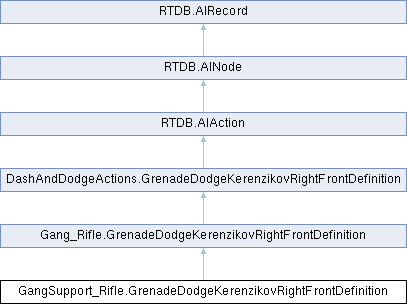 RTDB.AIRecord
RTDB.AINode
RTDB.AIAction
DashAndDodgeActions.GrenadeDodgeKerenzikovRightFrontDefinition
Gang_Rifle.GrenadeDodgeKerenzikovRightFrontDefinition
GangSupport_Rifle.GrenadeDodgeKerenzikovRightFrontDefinition